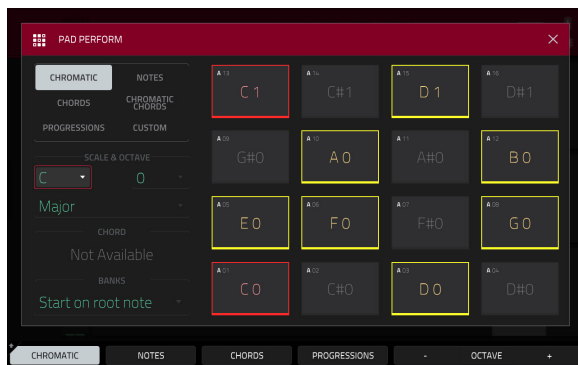 PAD PERFORM
CHROMATIC NOTES
CHORDS CHROMATIC CHORDS
PROGRESSIONS CUSTOM
SCALE & OCTAVE
C 0
Major
CHORD
Not Available
BANKS
Start on root note
A 13 A 14 A 15 A 16
C 1 C#1 D 1 D#1
A 09 A 10 A 11 A 12
G#0 A 0 A#0 B 0
A 05 A 06 A 07 A 08
E 0 F 0 F#0 G 0
A 01 A 02 A 03 A 04
C 0 C#0 D 0 D#0
CHROMATIC NOTES CHORDS PROGRESSIONS - OCTAVE +